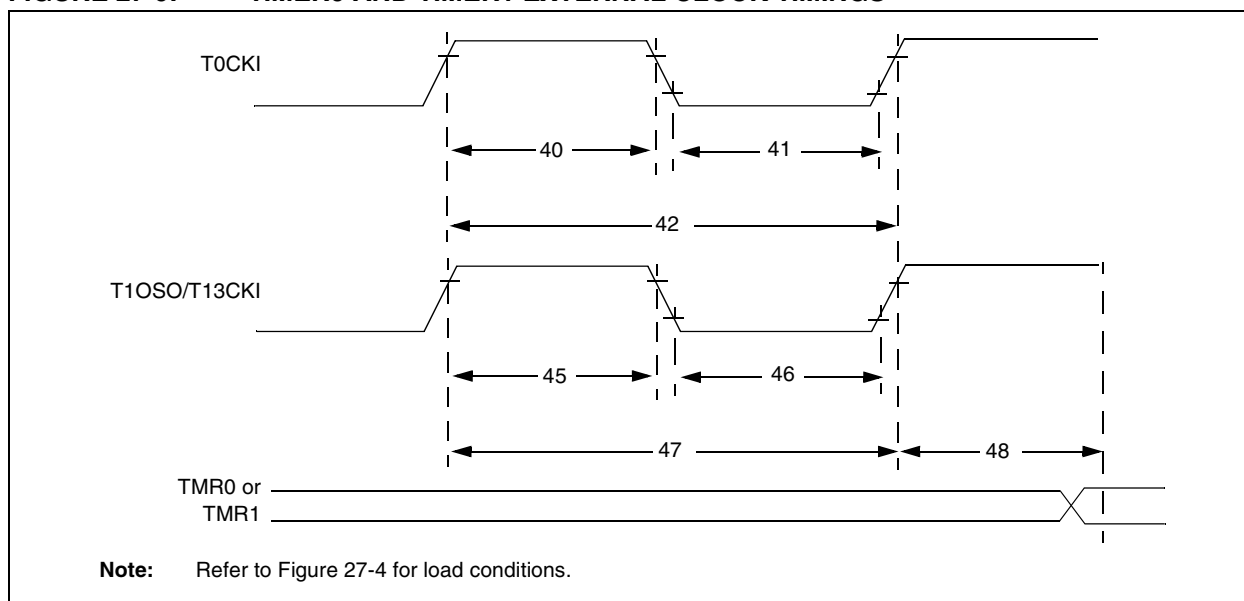 T0CKI
40
41
42
T1OSO/T13CKI
45
46
47
48
TMR0 or
TMR1
Note: Refer to Figure 27-4 for load conditions.